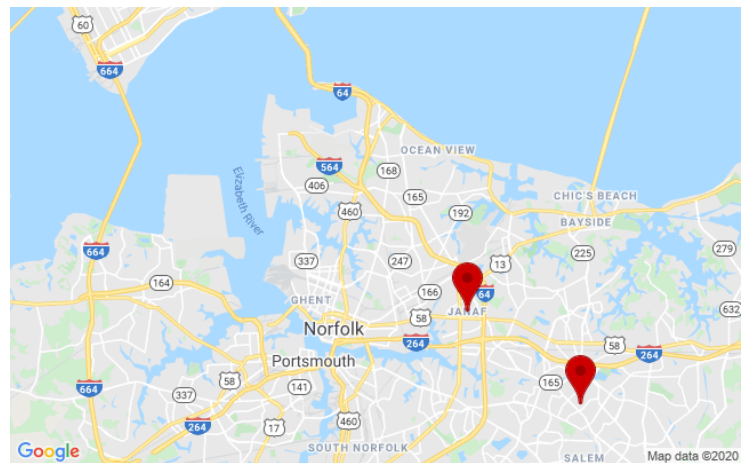 60
664
64
OCEAN VIEW
564
168
406
165
Elizabeth River
CHIC'S BEACH
460
192
BAYSIDE
664
337
247
13
225
279
164
166
64
GHENT
JANAF
632
58
Norfolk
264
58
264
Portsmouth
165
664
58
141
337
264
17
460
SOUTH NORFOLK
SALEM
Google
Map data ©2020